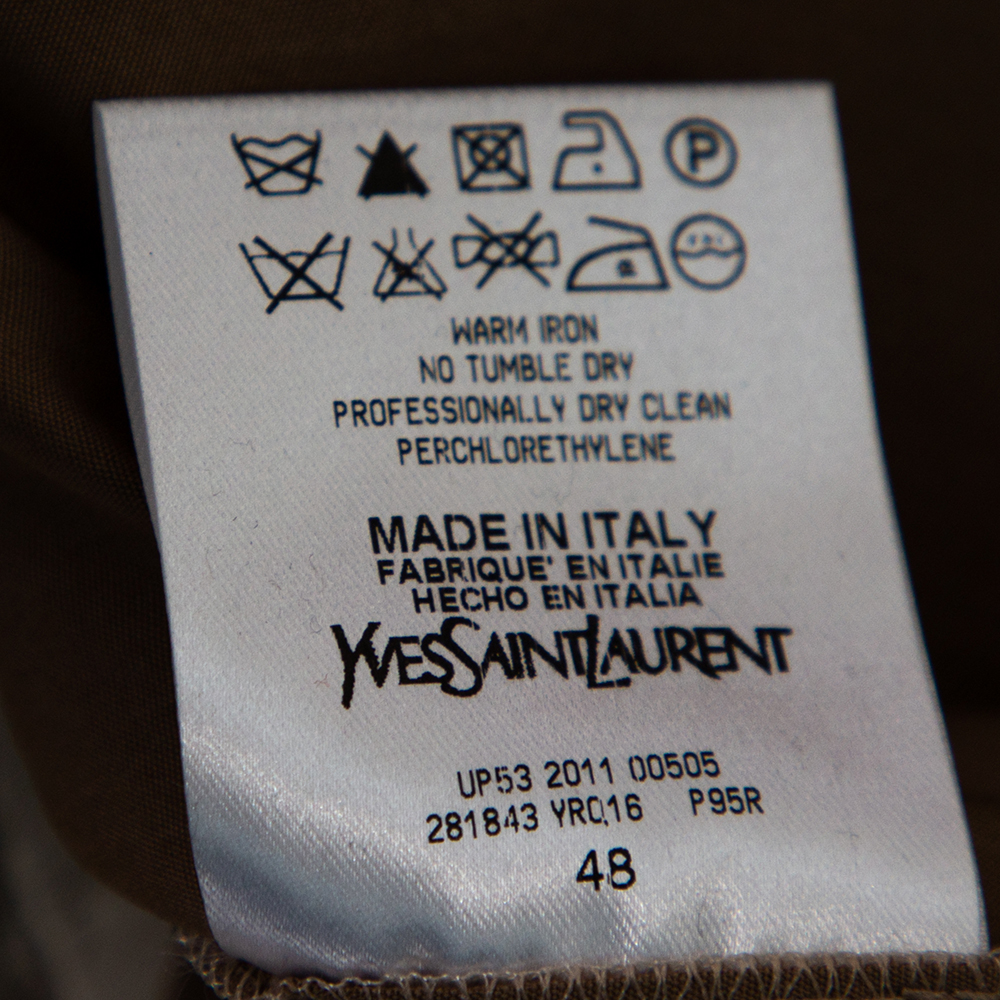 P
WARM IRON
NO TUMBLE DRY
PROFESSIONALLY DRY CLEAN
PERCHLORETHYLENE
MADE IN ITALY
FABRIQUE' EN ITALIE
HECHO EN ITALIA
YVESSAINTLAURENT
UP53 2011 00505
281843 YRQ16 P95R
48